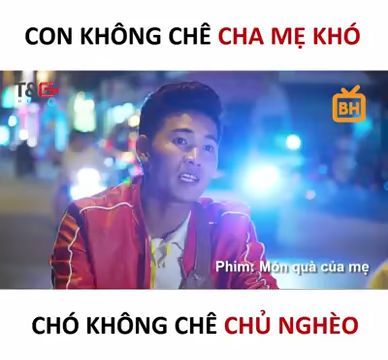 CON KHÔNG CHÊ CHA MẸ KHÓ
T&G
BH
Phim: Món quà của mẹ
CHÓ KHÔNG CHÊ CHỦ NGHÈO